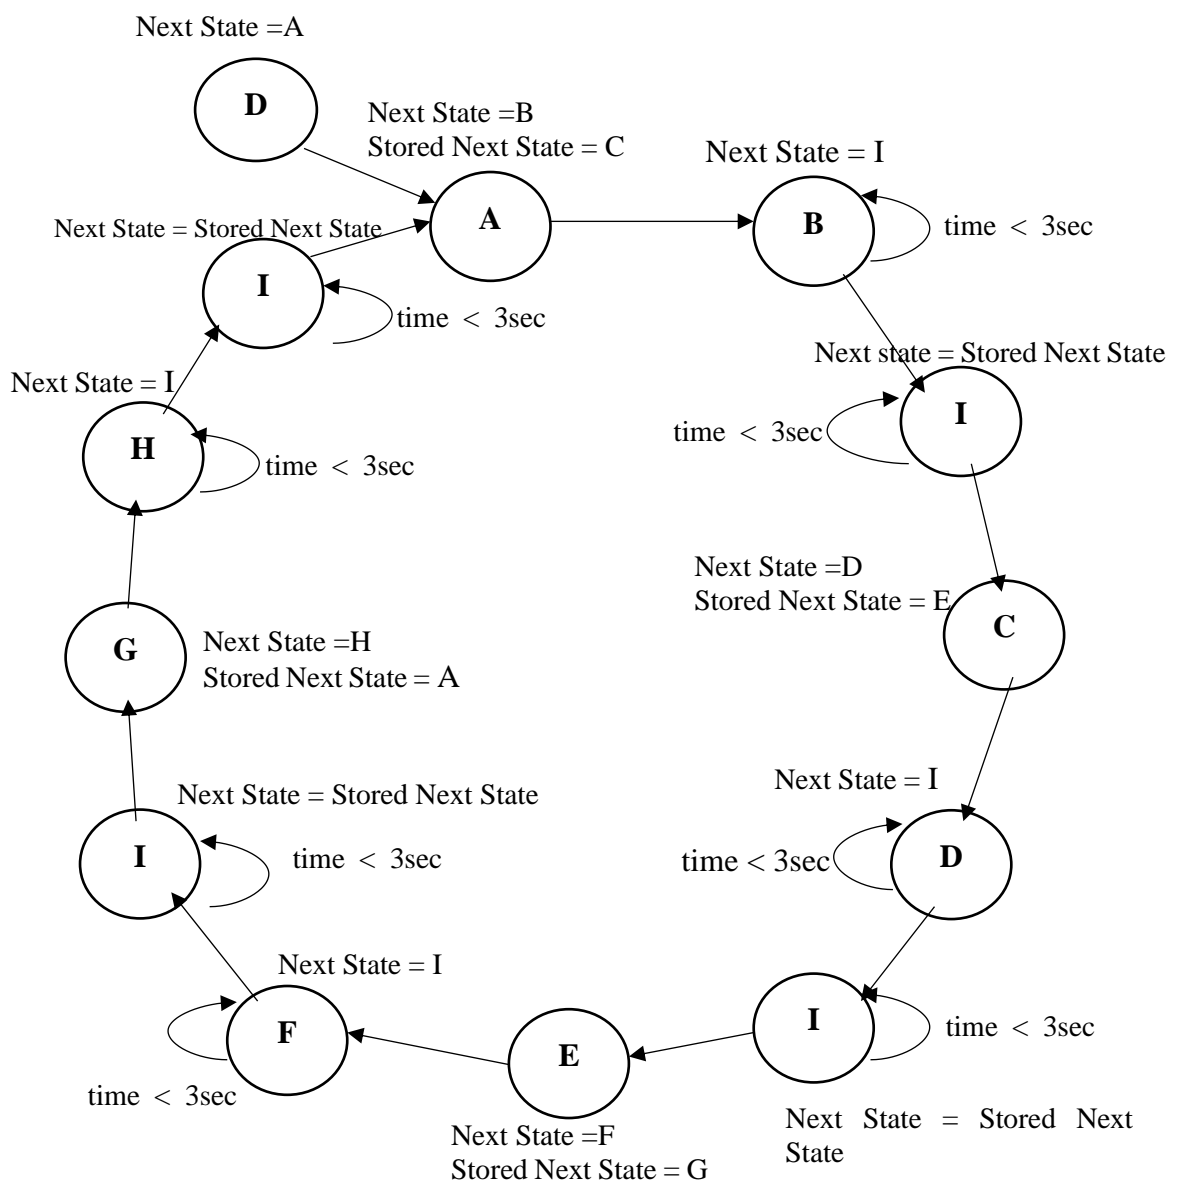 Next State =A
D
Next State =B
Stored Next State = C
Next State = I
A
B
time < 3sec
Next State = Stored Next State
I
time < 3sec
Next state = Stored Next State
I
time < 3sec
Next State = I
H
time < 3sec
Next State =D
Stored Next State = E
C
G
Next State =H
Stored Next State = A
Next State = I
D
time < 3sec
Next State = Stored Next State
I
time < 3sec
Next State = I
F
time < 3sec
E
Next State =F
Stored Next State = G
I
time < 3sec
Next State = Stored Next
State